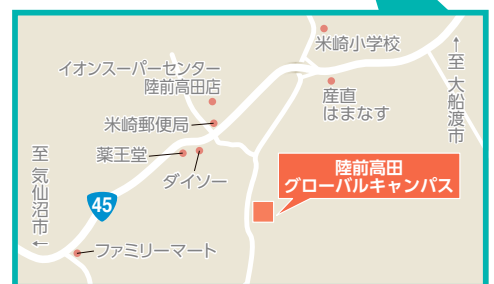 米崎小学校
↑至 大船渡市
イオンスーパーセンター
陸前高田店
産直
はまなす
米崎郵便局
薬王堂
ダイソー
至 気仙沼市↓
陸前高田
グローバルキャンパス
45
ファミリーマート